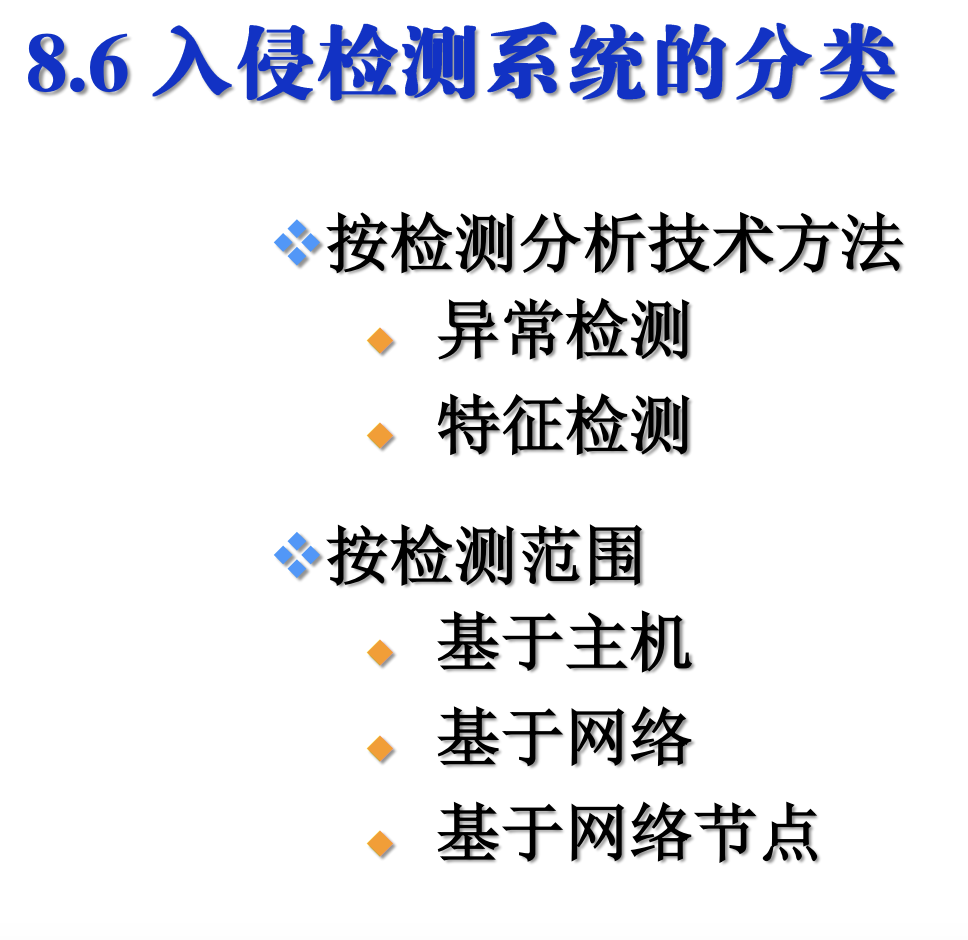 8.6 入侵检测系统的分类
按检测分析技术方法
异常检测
特征检测
按检测范围
基于主机
基于网络
基于网络节点